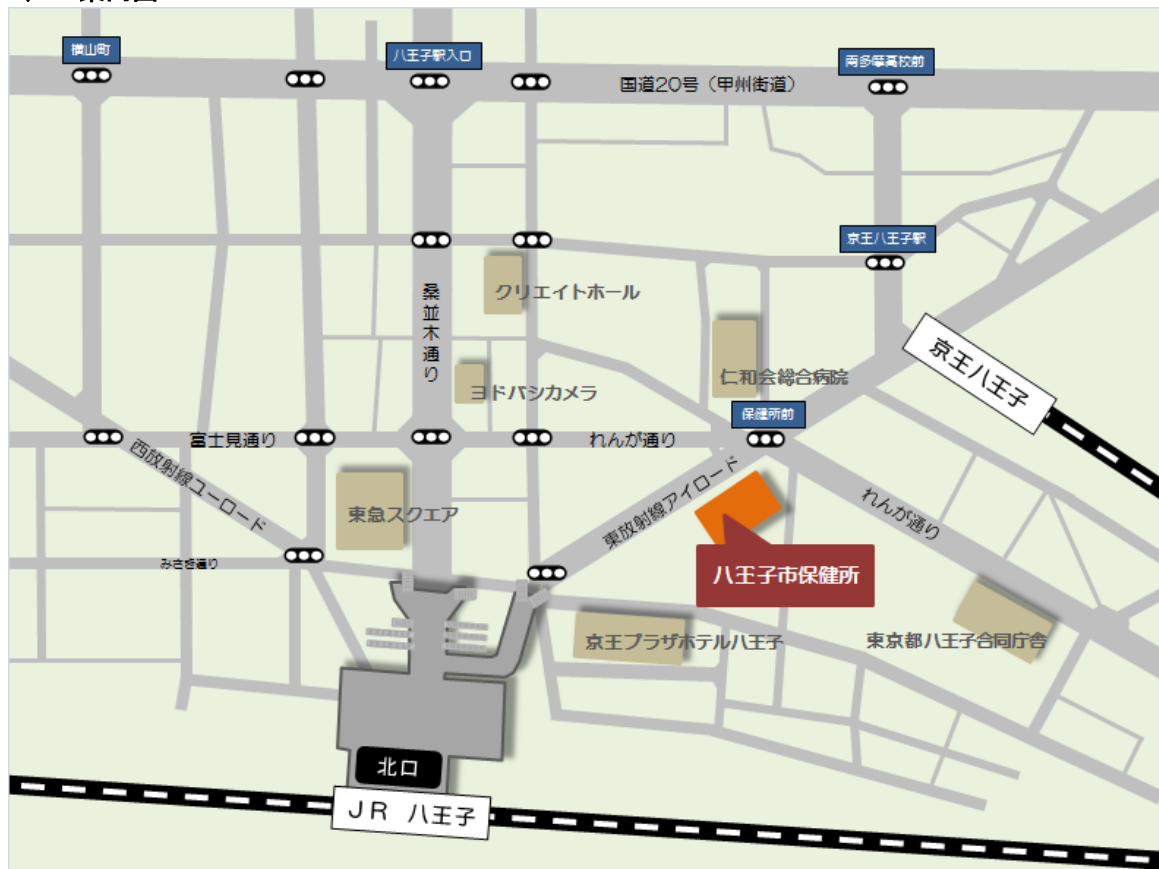 横山町
八王子駅入口
南多摩高校前
国道20号（甲州街道）
京王八王子駅
桑並木通り
クリエイトホール
京王八王子
仁和会総合病院
ヨドバシカメラ
保健所前
富士見通り
れんが通り
西放射線ユーロード
東急スクエア
東放射線アイロード
れんが通り
みさき通り
八王子市保健所
京王プラザホテル八王子
東京都八王子合同庁舎
北口
JR 八王子